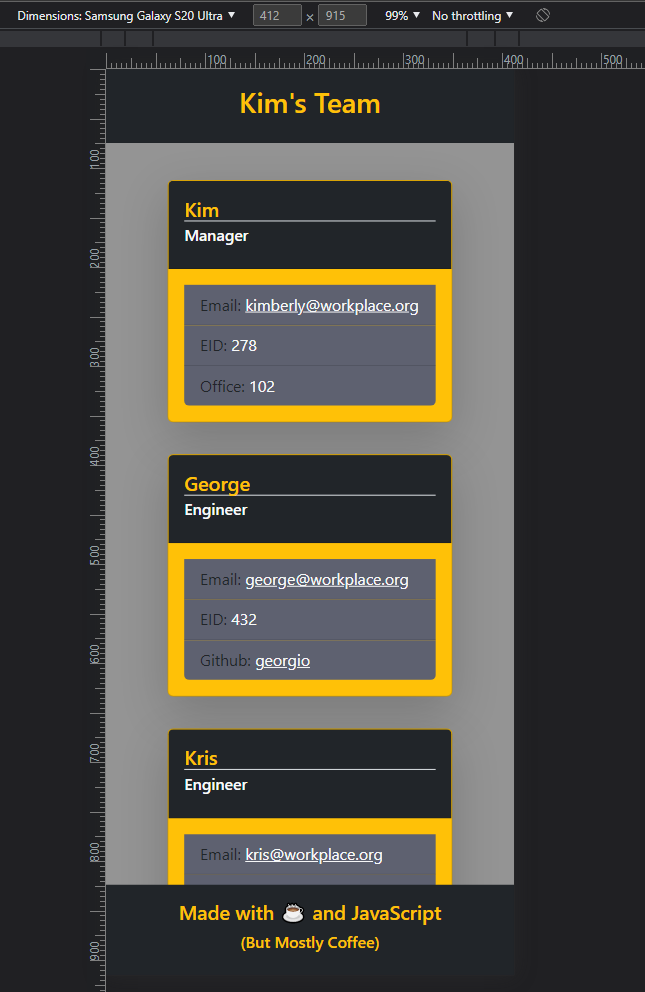 Dimensions: Samsung Galaxy S20 Ultra ▼ 412 × 915 99% ▼ No throttling ▼
100 200 300 400 500
Kim's Team
100
Kim
Manager
200
Email: kimberly@workplace.org
EID: 278
300
Office: 102
400
George
Engineer
500
Email: george@workplace.org
EID: 432
600
Github: georgio
700
Kris
Engineer
800
Email: kris@workplace.org
Made with ☕ and JavaScript
900
(But Mostly Coffee)